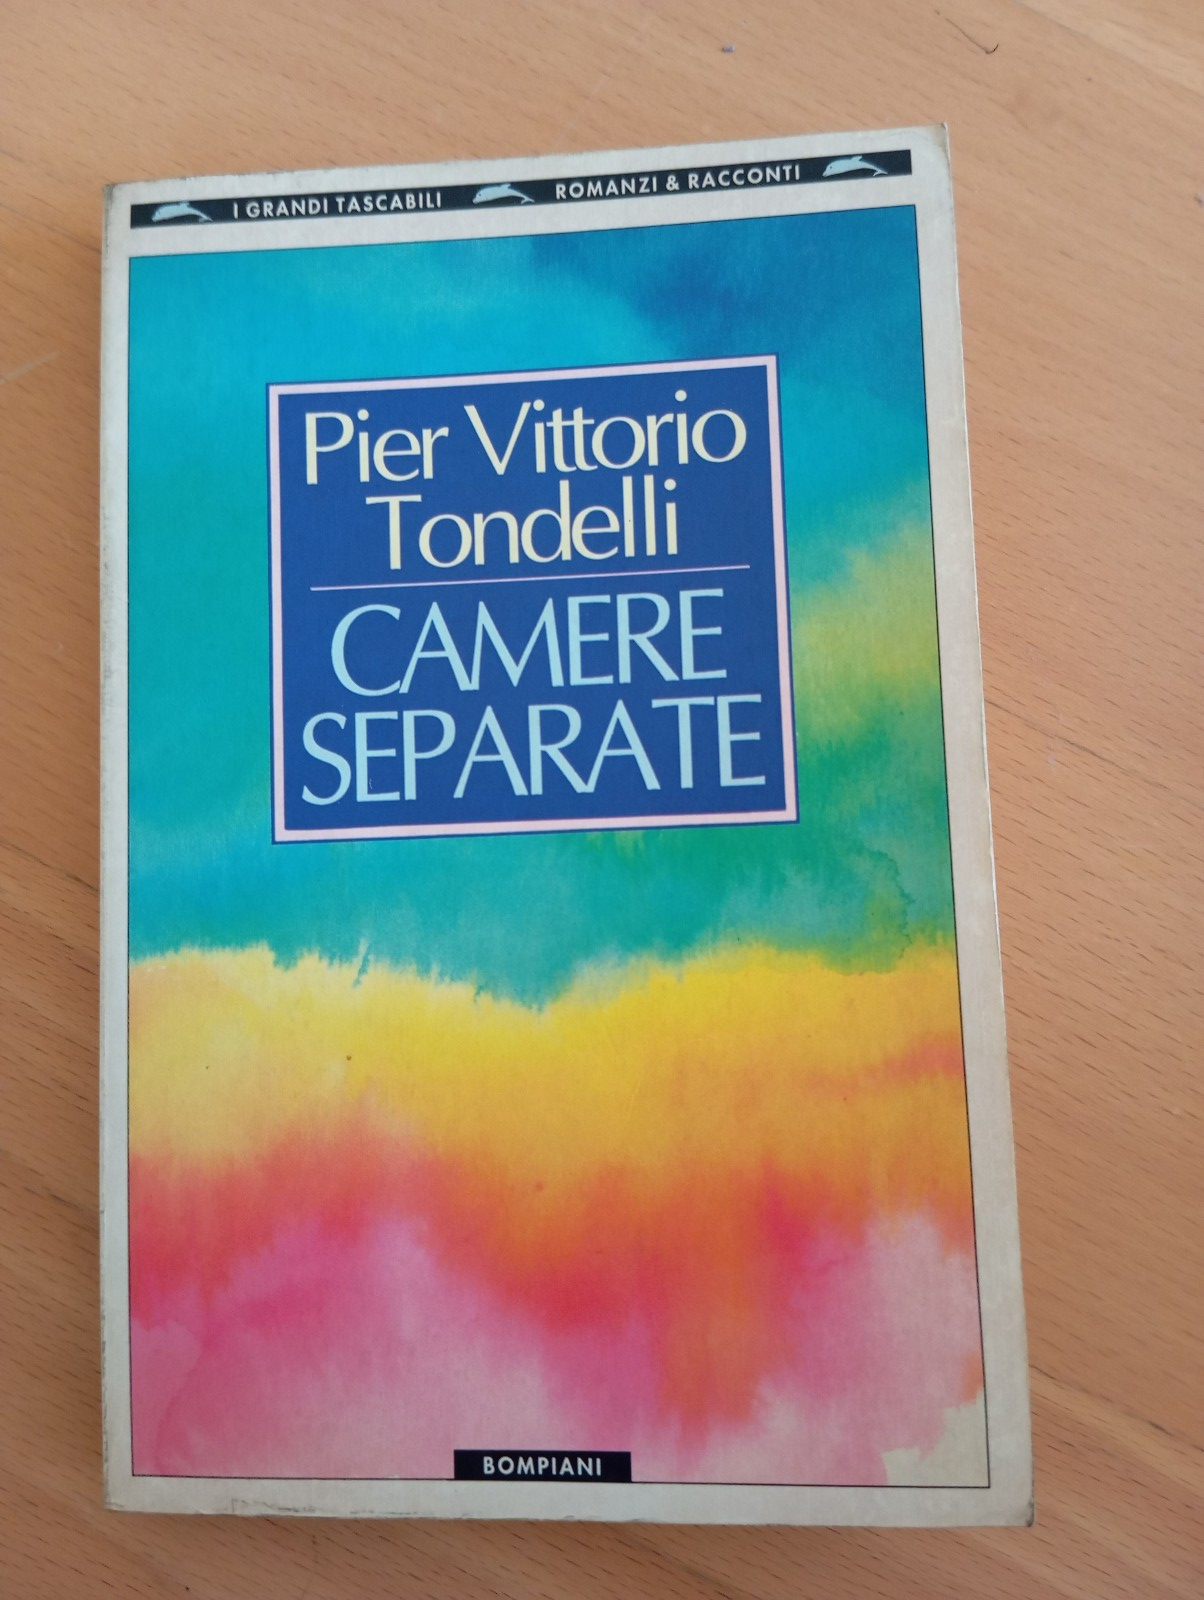 I GRANDI TASCABILI ROMANZI & RACCONTI
Pier Vittorio
Tondelli
CAMERE
SEPARATE
BOMPIANI